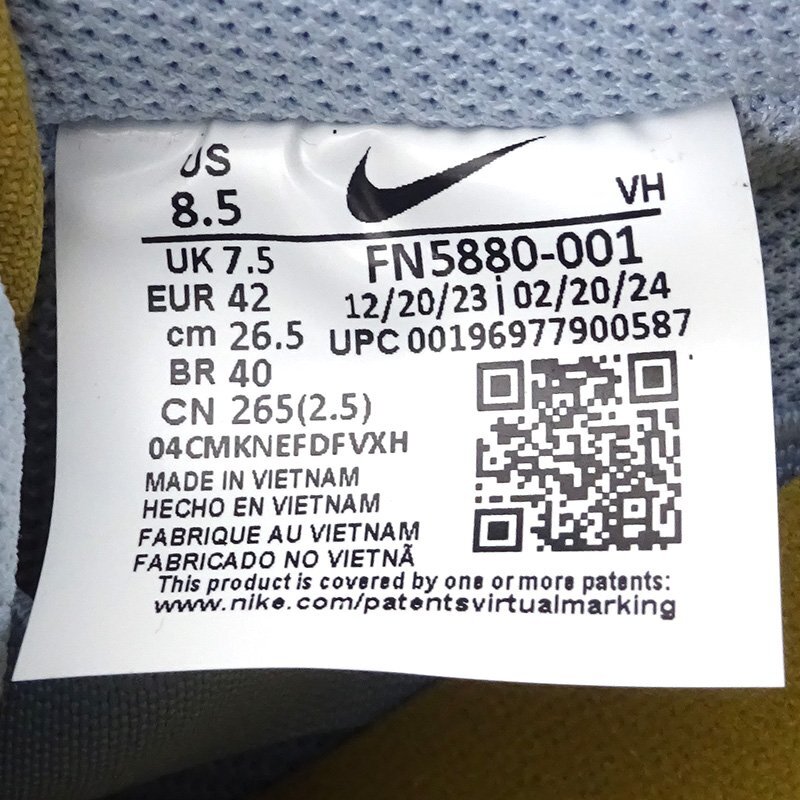 US
8.5
VH
UK 7.5
FN5880-001
EUR 42
12/20/23 | 02/20/24
cm 26.5
UPC 00196977900587
BR 40
CN 265(2.5)
04CMKNEFDFVXH
MADE IN VIETNAM
HECHO EN VIETNAM
FABRIQUE AU VIETNAM
FABRICADO NO VIETNÃ
This product is covered by one or more patents:
www.nike.com/patentsvirtualmarking